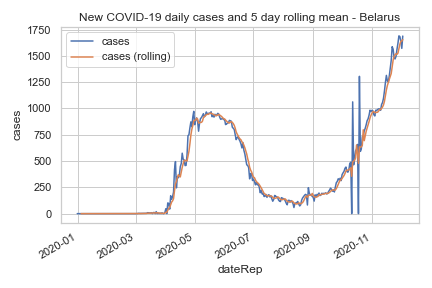 New COVID-19 daily cases and 5 day rolling mean - Belarus
cases
cases (rolling)
1750
1500
1250
1000
750
500
250
0
cases
2020-01
2020-03
2020-05
2020-07
2020-09
2020-11
dateRep